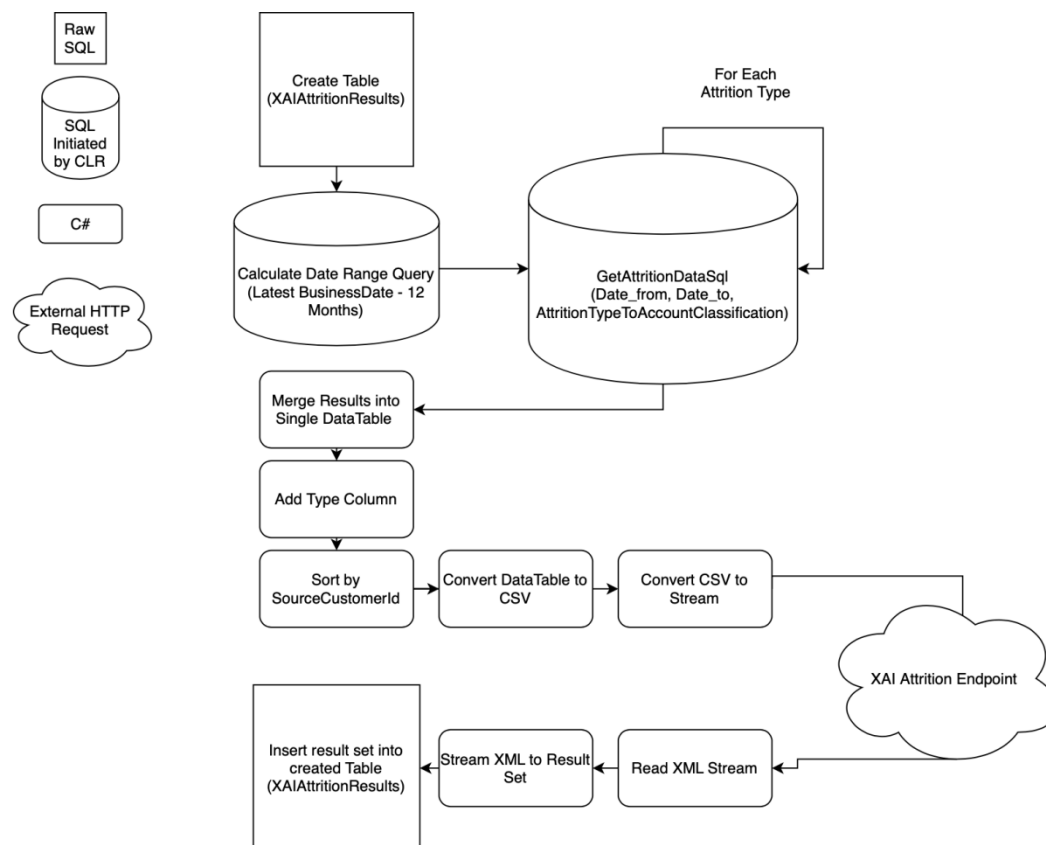 Raw
SQL
SQL
Initiated
by CLR
C#
External HTTP
Request
Create Table
(XAIAttritionResults)
For Each
Attrition Type
Calculate Date Range Query
(Latest BusinessDate - 12
Months)
GetAttritionDataSql
(Date_from, Date_to,
AttritionTypeToAccountClassification)
Merge Results into
Single DataTable
Add Type Column
Sort by
SourceCustomerId
Convert DataTable to
CSV
Convert CSV to
Stream
XAI Attrition Endpoint
Read XML Stream
Stream XML to Result
Set
Insert result set into
created Table
(XAIAttritionResults)